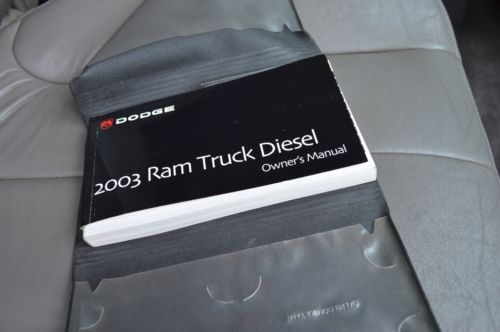 DODGE
2003 Ram Truck Diesel
Owner's Manual